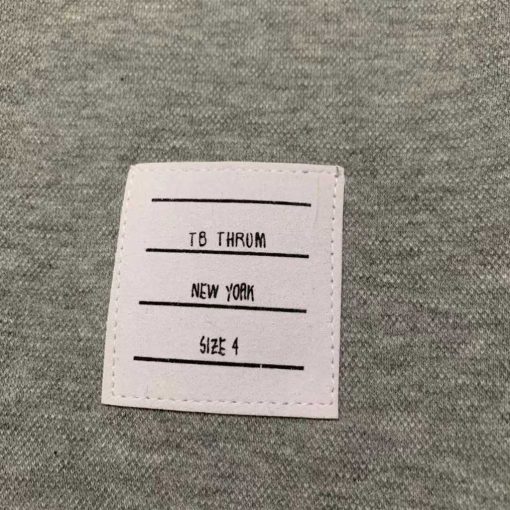 TB THROM
NEW YORK
SIZE 4